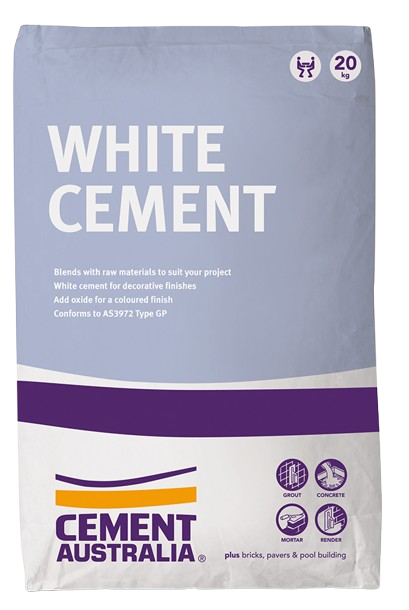 20
kg
WHITE
CEMENT
Blends with raw materials to suit your project
White cement for decorative finishes
Add oxide for a coloured finish
Conforms to AS3972 Type GP
GROUT
CONCRETE
MORTAR
RENDER
CEMENT
AUSTRALIA®
plus bricks, pavers & pool building